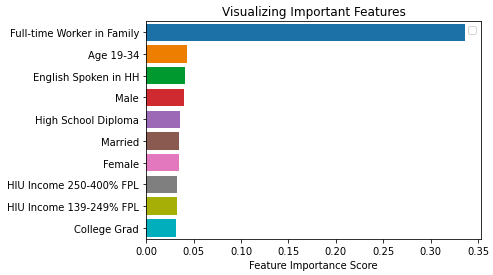 Visualizing Important Features
Full-time Worker in Family
Age 19-34
English Spoken in HH
Male
High School Diploma
Married
Female
HIU Income 250-400% FPL
HIU Income 139-249% FPL
College Grad
0.00 0.05 0.10 0.15 0.20 0.25 0.30 0.35
Feature Importance Score